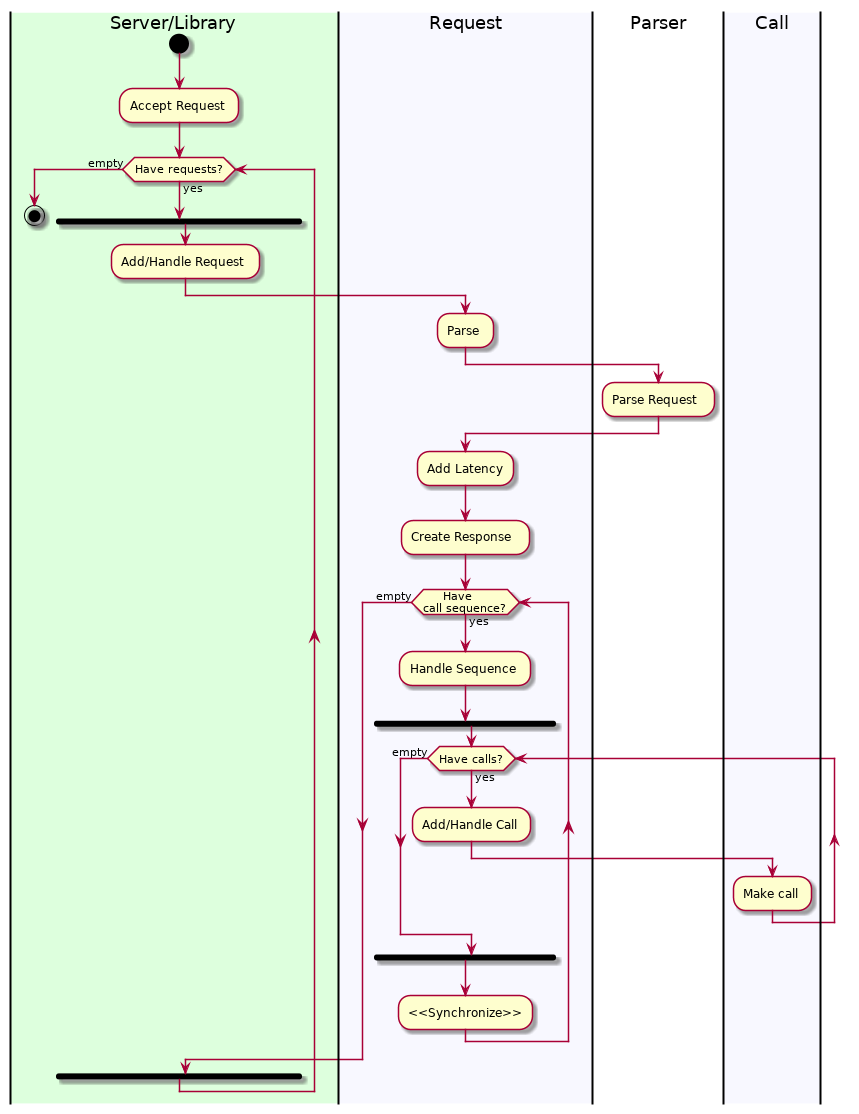 Server/Library
Request
Parser
Call
Accept Request
empty
Have requests?
yes
Add/Handle Request
Parse
Parse Request
Add Latency
Create Response
empty
Have
call sequence?
yes
Handle Sequence
empty
Have calls?
yes
Add/Handle Call
Make call
<<Synchronize>>